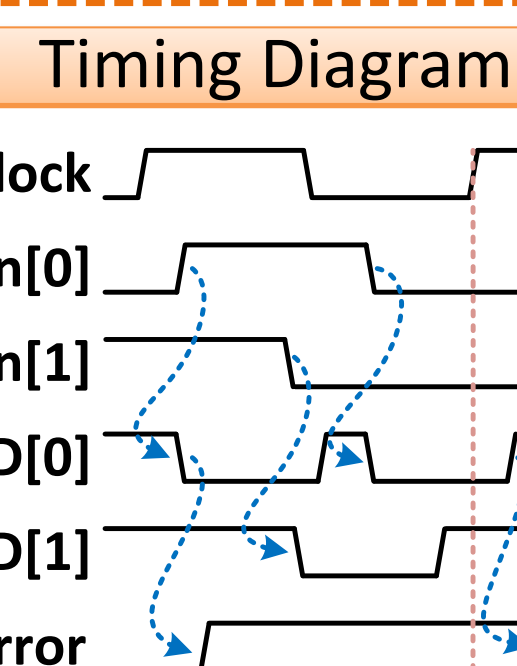 Timing Diagram
lock
n[0]
n[1]
D[0]
D[1]
rror